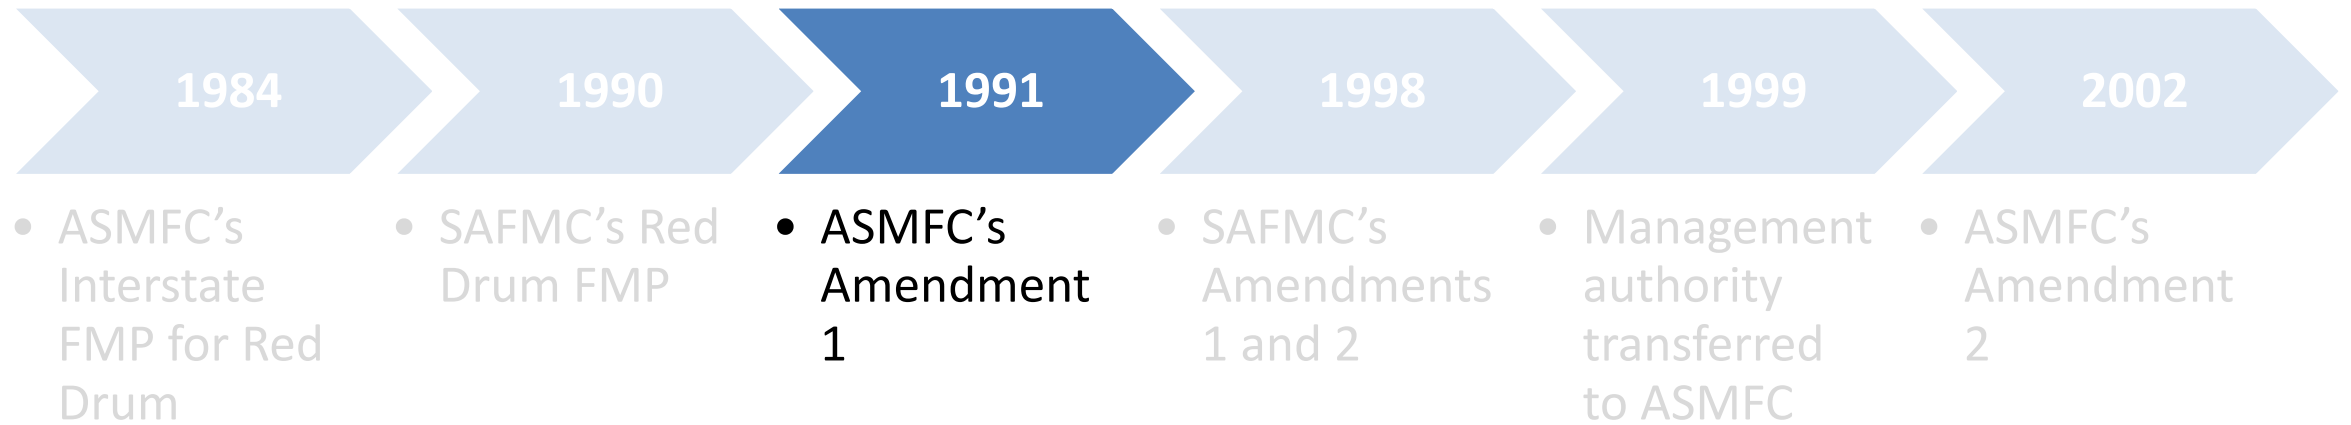 1984
1990
1991
1998
1999
2002
• ASMFC’s
Interstate
FMP for Red
Drum
• SAFMC’s Red
Drum FMP
• ASMFC’s
Amendment
1
• SAFMC’s
Amendments
1 and 2
• Management
authority
transferred
to ASMFC
• ASMFC’s
Amendment
2